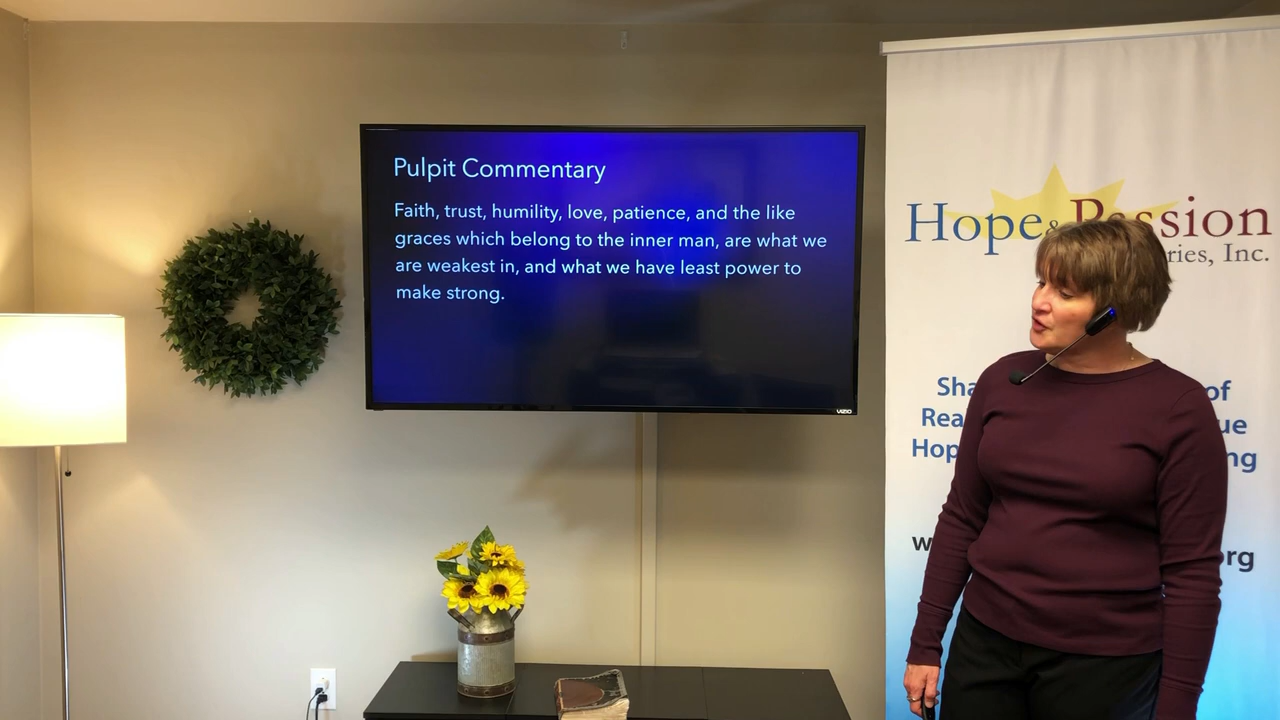 Pulpit Commentary
Faith, trust, humility, love, patience, and the like
graces which belong to the inner man, are what we
are weakest in, and what we have least power to
make strong.
VIZIO
Hope & Passion
ries, Inc.
Sha of
Rea ue
Hop ng
w org